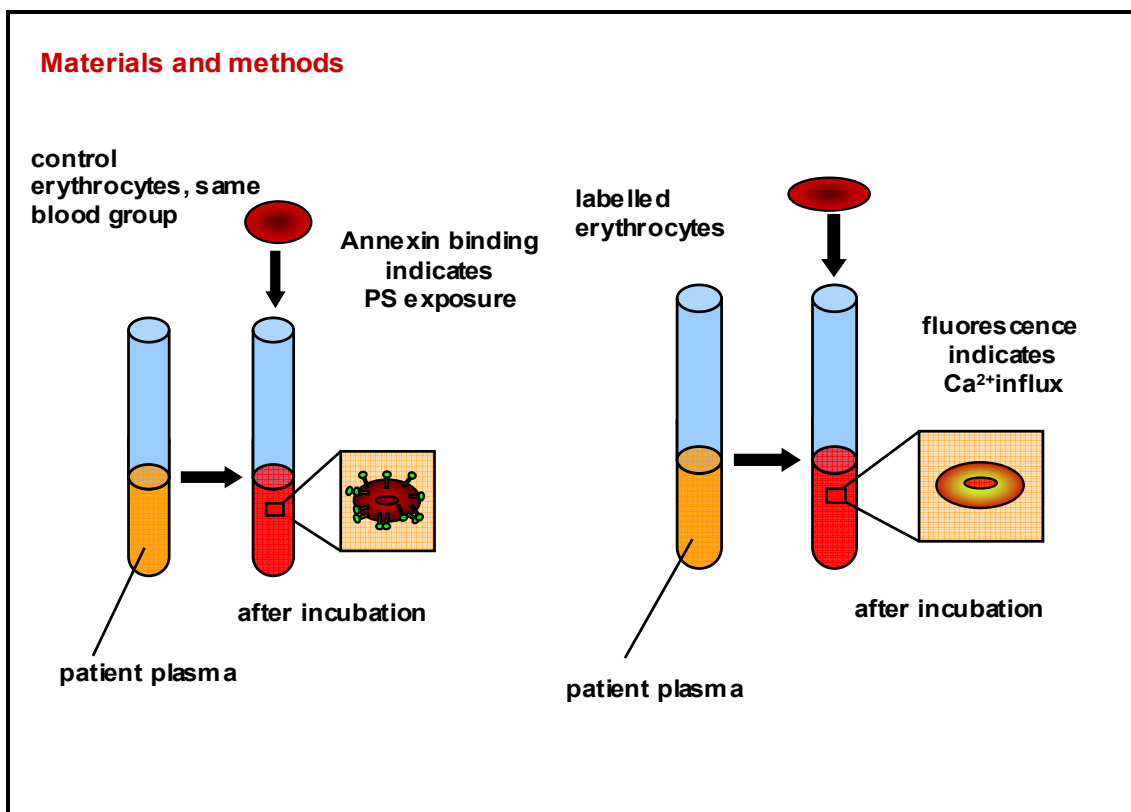 Materials and methods
control
erythrocytes, same
blood group
Annexin binding
indicates
PS exposure
after incubation
patient plasma
labelled
erythrocytes
fluorescence
indicates
Ca²⁺influx
after incubation
patient plasma